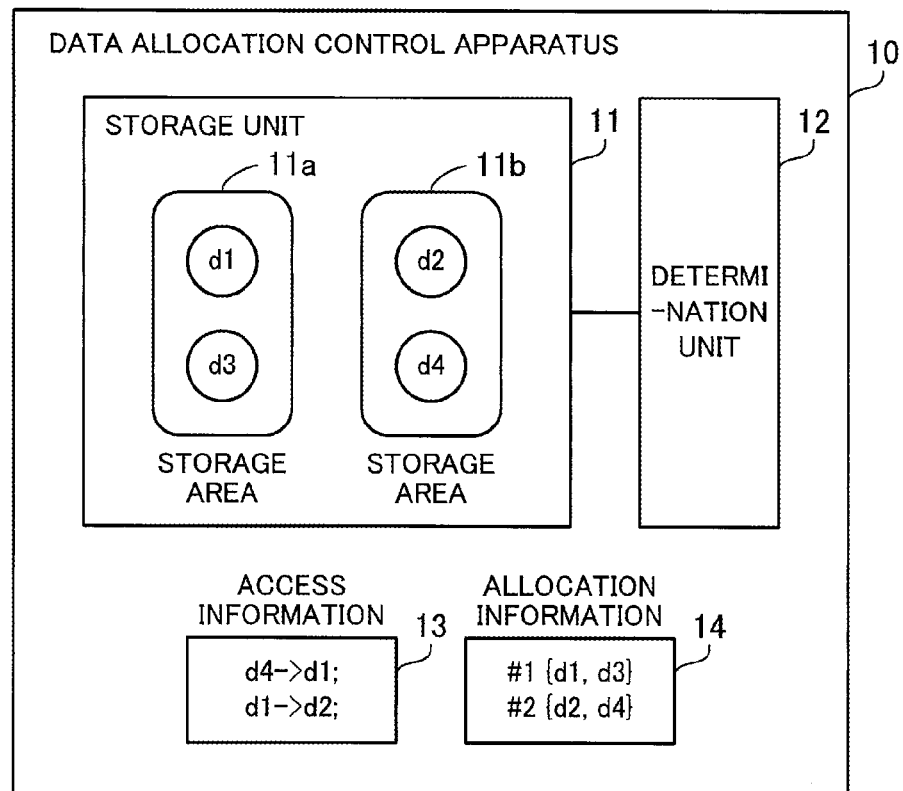 DATA ALLOCATION CONTROL APPARATUS
10
STORAGE UNIT
11
12
11a
11b
d1
d2
d3
d4
DETERMI
-NATION
UNIT
STORAGE
AREA
STORAGE
AREA
ACCESS
INFORMATION
13
d4->d1;
d1->d2;
ALLOCATION
INFORMATION
14
#1 {d1, d3}
#2 {d2, d4}